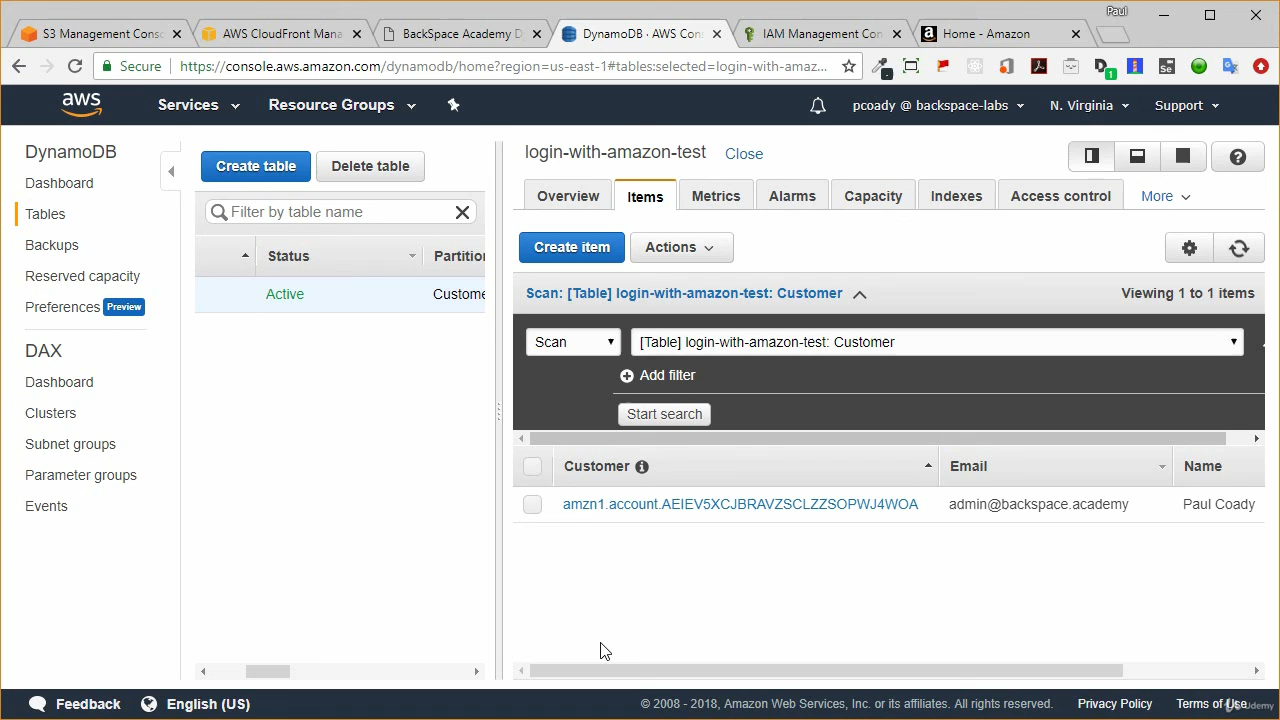 Paul
S3 Management Cons
AWS CloudFront Mana
BackSpace Academy D
DynamoDB · AWS Con
IAM Management Con
Home - Amazon
Secure
https://console.aws.amazon.com/dynamodb/home?region=us-east-1#tables:selected=login-with-amaz...
aws
Services
Resource Groups
pcoady @ backspace-labs
N. Virginia
Support
DynamoDB
Dashboard
Tables
Backups
Reserved capacity
Preferences Preview
DAX
Dashboard
Clusters
Subnet groups
Parameter groups
Events
Create table
Delete table
Filter by table name
Status
Partition
Active
Custome
login-with-amazon-test Close
Overview
Items
Metrics
Alarms
Capacity
Indexes
Access control
More
Create item
Actions
Scan: [Table] login-with-amazon-test: Customer
Viewing 1 to 1 items
Scan
[Table] login-with-amazon-test: Customer
Add filter
Start search
Customer
Email
Name
amzn1.account.AEIEV5XCJBRAVZSCLZZSOPWJ4WOA
admin@backspace.academy
Paul Coady
Feedback
English (US)
© 2008 - 2018, Amazon Web Services, Inc. or its affiliates. All rights reserved.
Privacy Policy
Terms of Use
Udemy